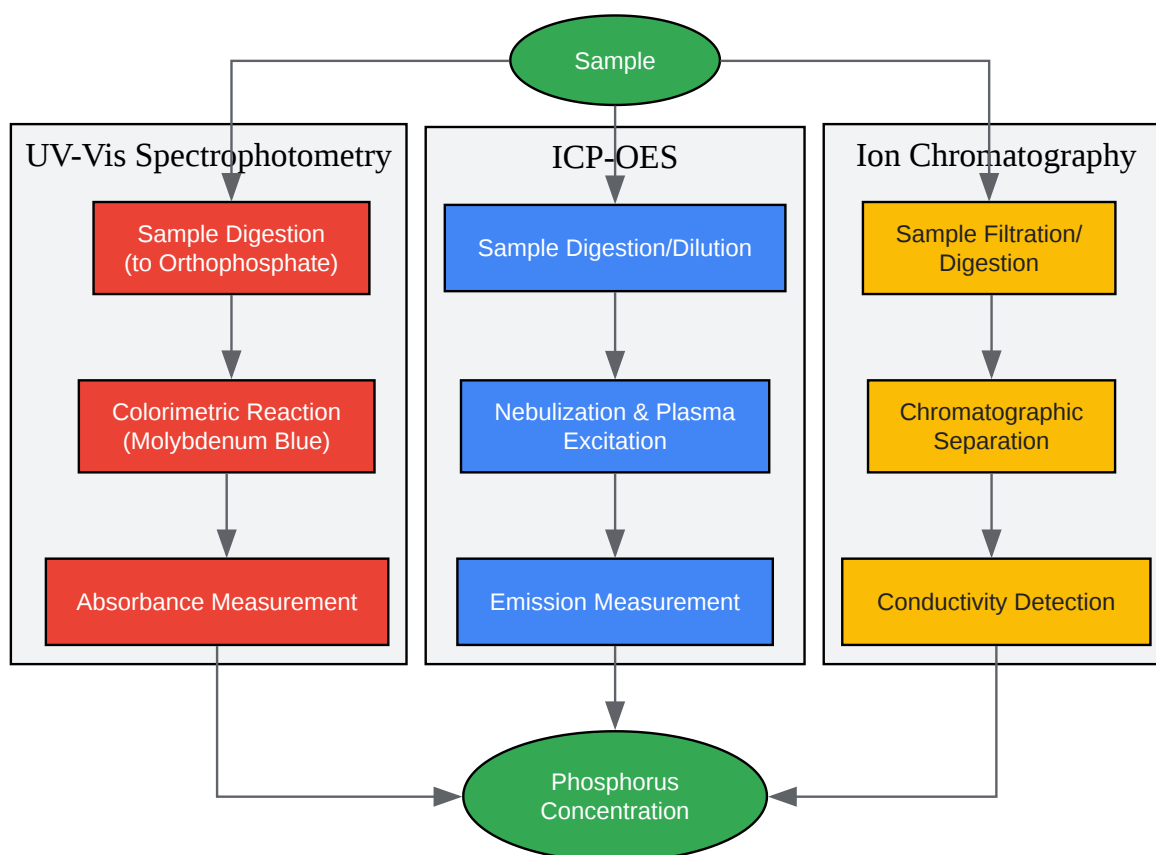 Sample
UV-Vis Spectrophotometry
Sample Digestion
(to Orthophosphate)
Colorimetric Reaction
(Molybdenum Blue)
Absorbance Measurement
ICP-OES
Sample Digestion/Dilution
Nebulization & Plasma
Excitation
Emission Measurement
Ion Chromatography
Sample Filtration/
Digestion
Chromatographic
Separation
Conductivity Detection
Phosphorus
Concentration